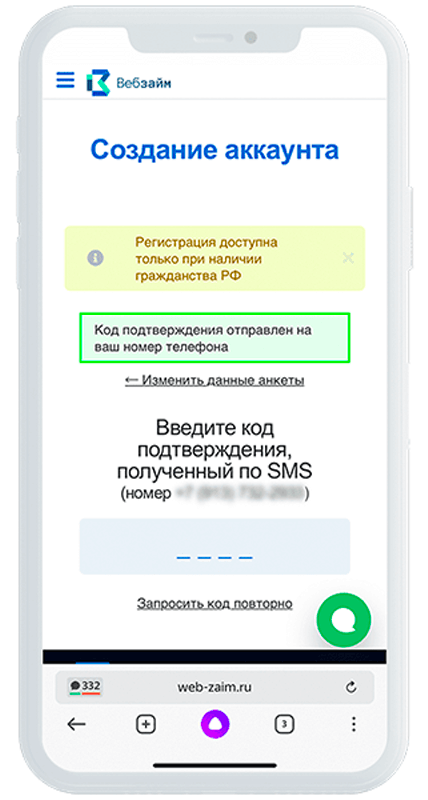 Вебзайм
Создание аккаунта
Регистрация доступна
только при наличии
гражданства РФ
Код подтверждения отправлен на
ваш номер телефона
← Изменить данные анкеты
Введите код
подтверждения,
полученный по SMS
(номер )
Запросить код повторно
332
web-zaim.ru
3